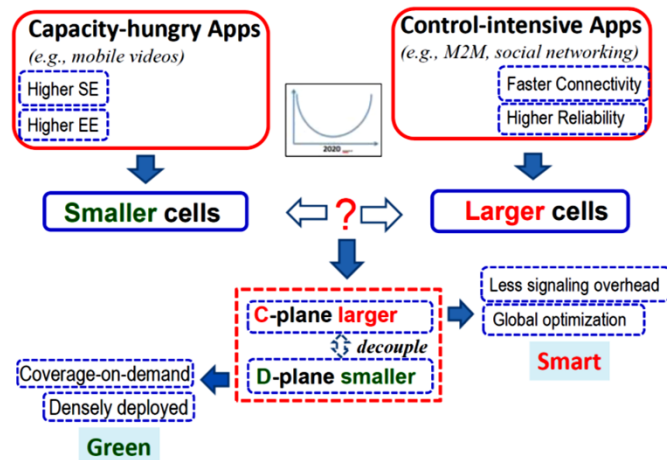 Capacity-hungry Apps
(e.g., mobile videos)
Higher SE
Higher EE
Control-intensive Apps
(e.g., M2M, social networking)
Faster Connectivity
Higher Reliability
2020
Smaller cells
?
Larger cells
C-plane larger
decouple
D-plane smaller
Less signaling overhead
Global optimization
Smart
Coverage-on-demand
Densely deployed
Green